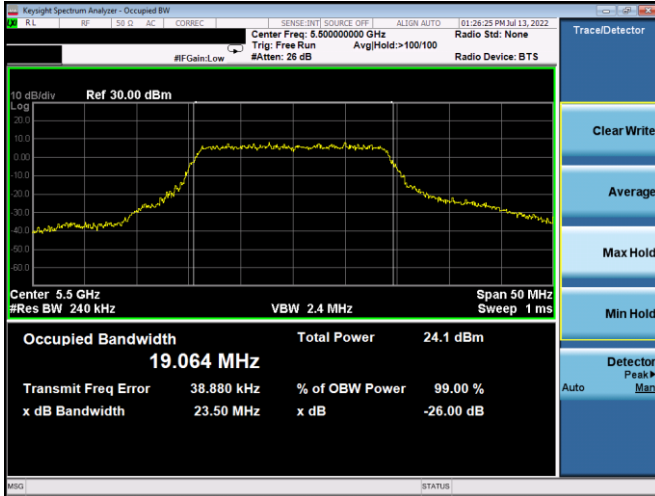 Keysight Spectrum Analyzer - Occupied BW
RL RF 50 Ω AC CORREC SENSE:INT SOURCE OFF ALIGN AUTO 01:26:25 PM Jul 13, 2022
Center Freq: 5.500000000 GHz Radio Std: None
Trig: Free Run Avg|Hold:>100/100
#IFGain:Low #Atten: 26 dB Radio Device: BTS
Trace/Detector
10 dB/div Ref 30.00 dBm
Log
20.0
10.0
0.00
-10.0
-20.0
-30.0
-40.0
-50.0
-60.0
Center 5.5 GHz Span 50 MHz
#Res BW 240 kHz VBW 2.4 MHz Sweep 1 ms
Clear Write
Average
Max Hold
Min Hold
Detector
Peak▶
Auto Man
Occupied Bandwidth Total Power 24.1 dBm
19.064 MHz
Transmit Freq Error 38.880 kHz % of OBW Power 99.00 %
x dB Bandwidth 23.50 MHz x dB -26.00 dB
MSG STATUS